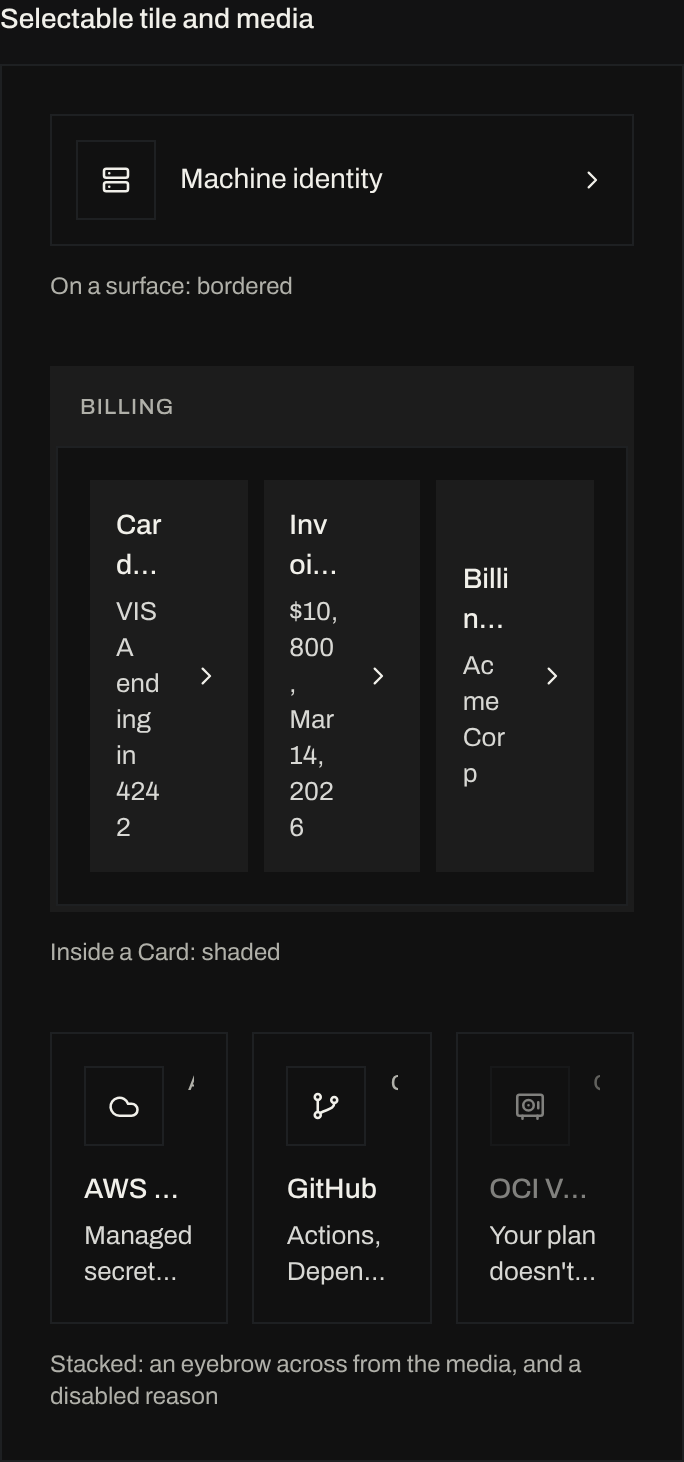 Selectable tile and media
Machine identity
On a surface: bordered
BILLING
Car
d...
VIS
A
end
ing
in
424
2
Inv
oi...
$10,
800
,
Mar
14,
202
6
Billi
n...
Ac
me
Cor
p
Inside a Card: shaded
AWS ...
Managed
secret...
GitHub
Actions,
Depen...
OCI V...
Your plan
doesn't...
Stacked: an eyebrow across from the media, and a
disabled reason